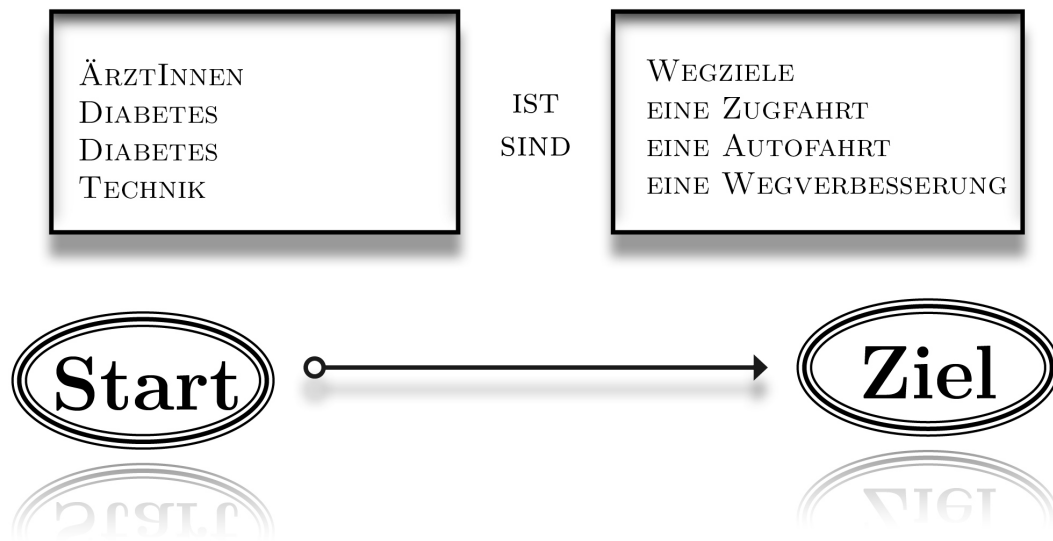 ÄrztInnen
Diabetes
Diabetes
Technik
ist
sind
Wegziele
eine Zugfahrt
eine Autofahrt
eine Wegverbesserung
Start
Ziel